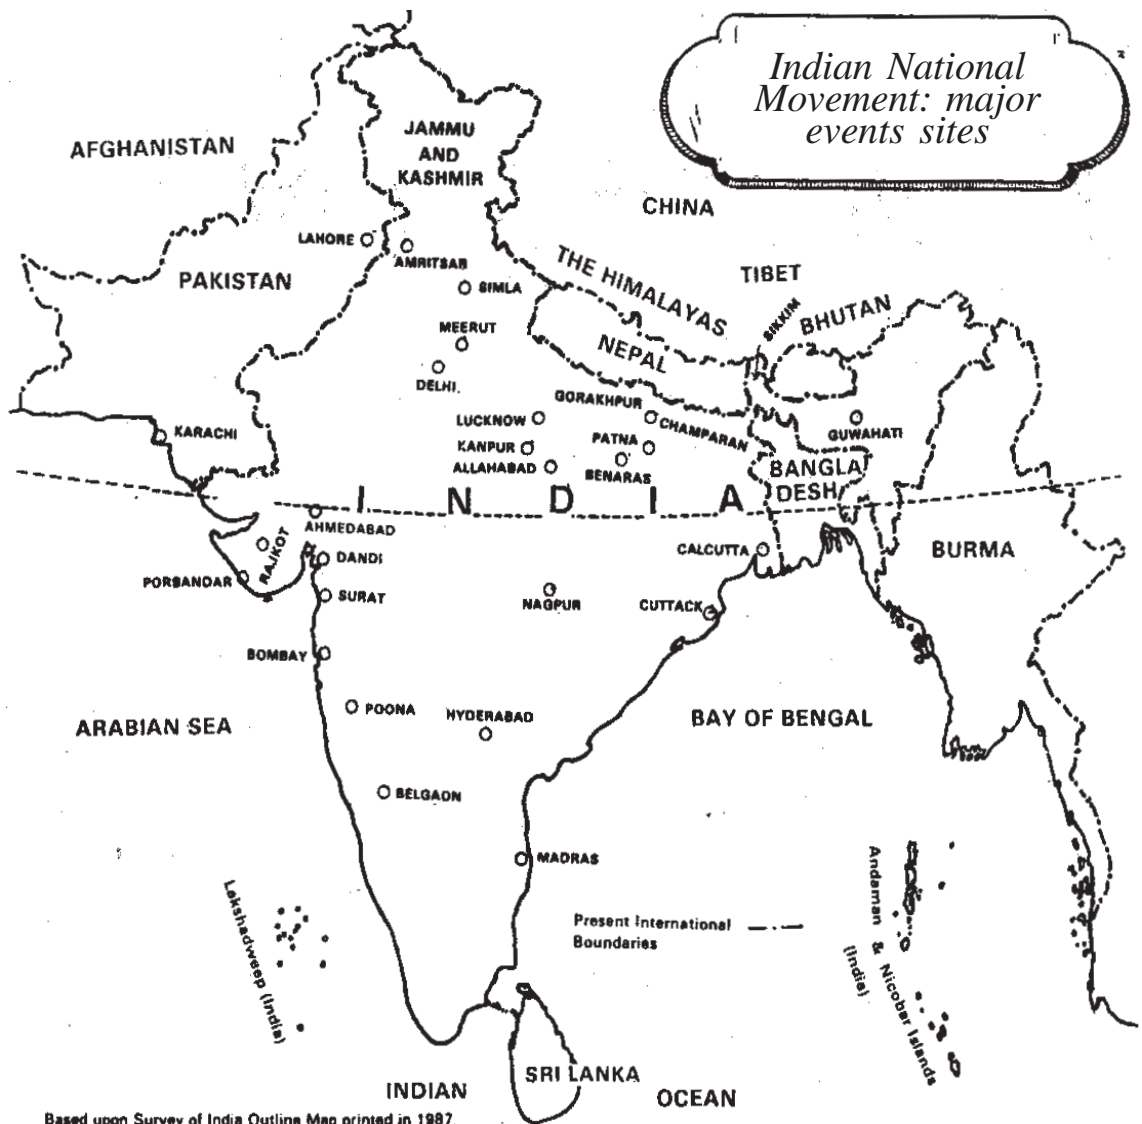 Indian National
Movement: major
events sites
AFGHANISTAN
JAMMU
AND
KASHMIR
CHINA
LAHORE
AMRITSAR
PAKISTAN
SIMLA
THE HIMALAYAS
TIBET
SIKKIM
BHUTAN
MEERUT
NEPAL
DELHI.
GORAKHPUR
LUCKNOW
CHAMPARAN
KARACHI
KANPUR
PATNA
GUWAHATI
ALLAHABAD
BENARAS
BANGLA
DESH
I N D I A
AHMEDABAD
RAJKOT
DANDI
CALCUTTA
BURMA
PORBANDAR
SURAT
NAGPUR
CUTTACK
BOMBAY
POONA
HYDERABAD
ARABIAN SEA
BAY OF BENGAL
BELGAON
MADRAS
Lakshadweep (India)
Present International
Boundaries
Andaman & Nicobar Islands
(India)
SRI LANKA
INDIAN
OCEAN
Based upon Survey of India Outline Map printed in 1987.